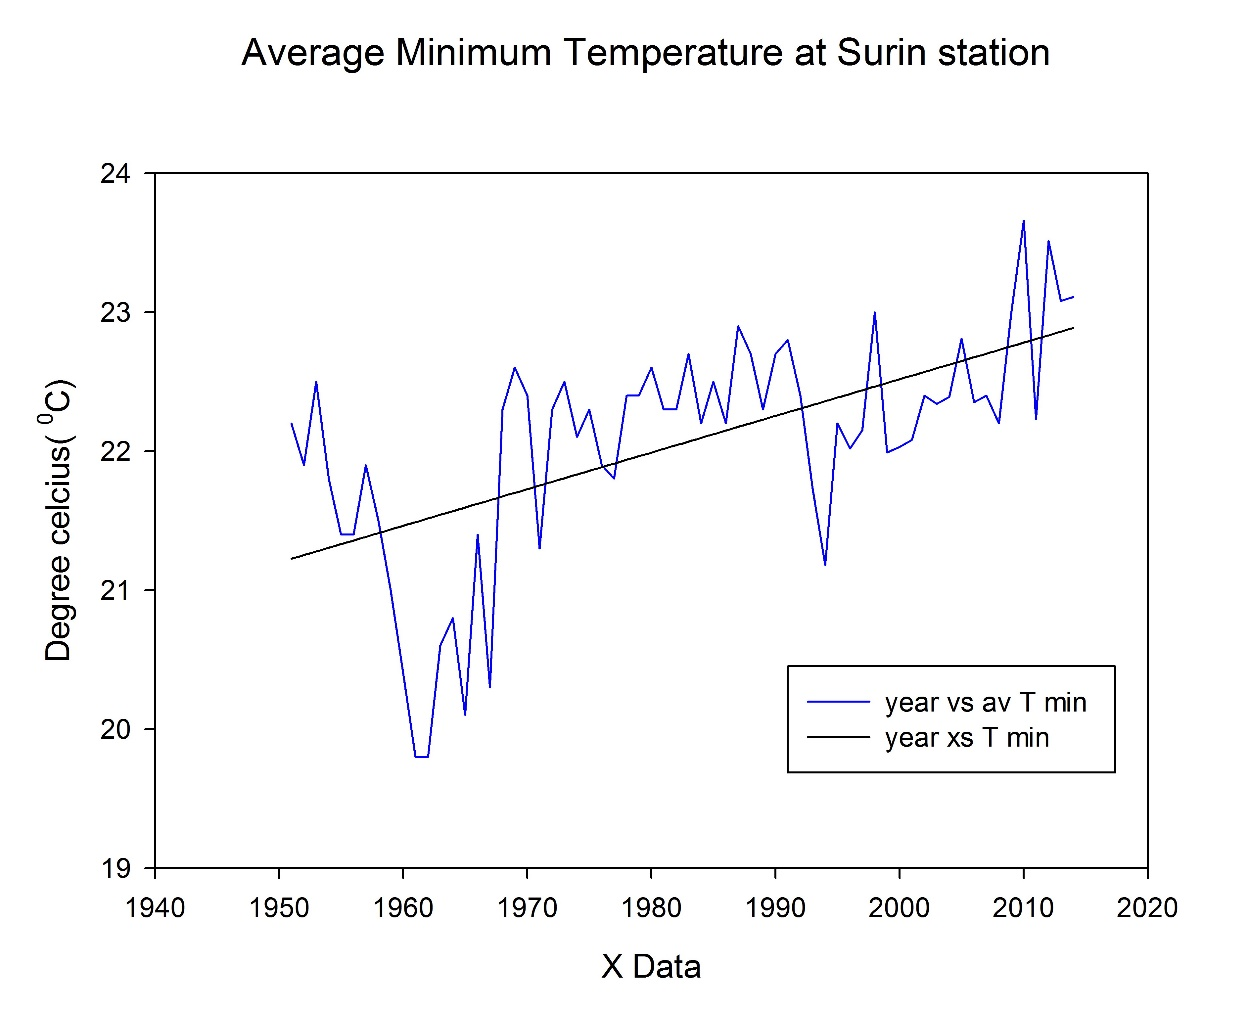 Average Minimum Temperature at Surin station
24
23
22
21
20
19
Degree celcius( ⁰C)
year vs av T min
year xs T min
1940 1950 1960 1970 1980 1990 2000 2010 2020
X Data